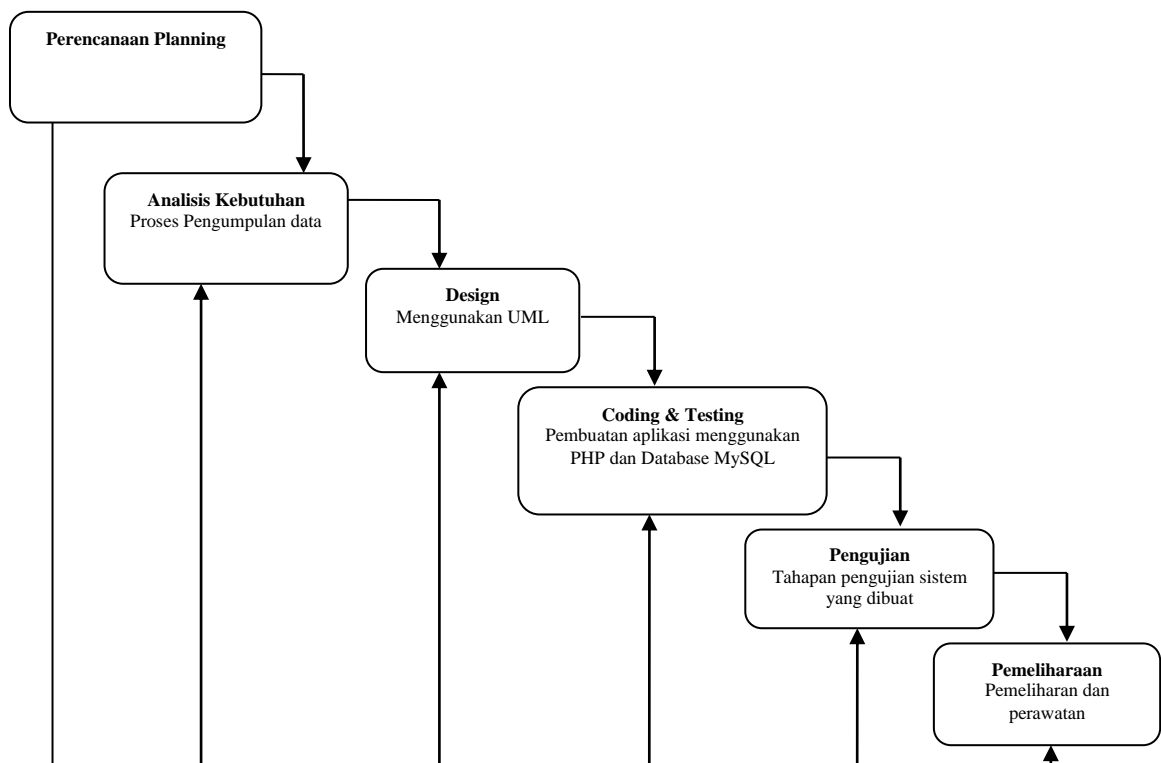 Perencanaan Planning
Analisis Kebutuhan
Proses Pengumpulan data
Design
Menggunakan UML
Coding & Testing
Pembuatan aplikasi menggunakan
PHP dan Database MySQL
Pengujian
Tahapan pengujian sistem
yang dibuat
Pemeliharaan
Pemeliharan dan
perawatan